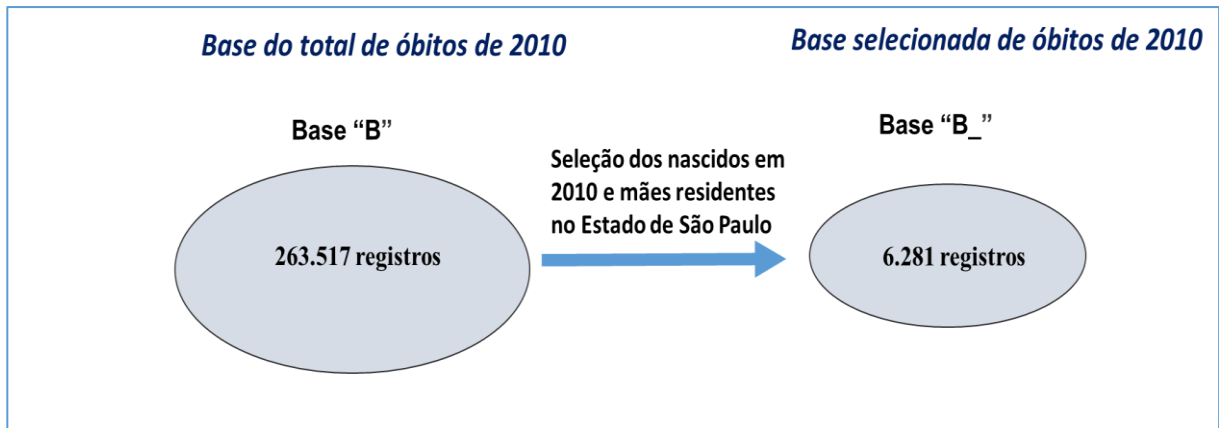 Base do total de óbitos de 2010
Base selecionada de óbitos de 2010
Base “B”
Base “B_”
Seleção dos nascidos em
2010 e mães residentes
no Estado de São Paulo
263.517 registros
6.281 registros